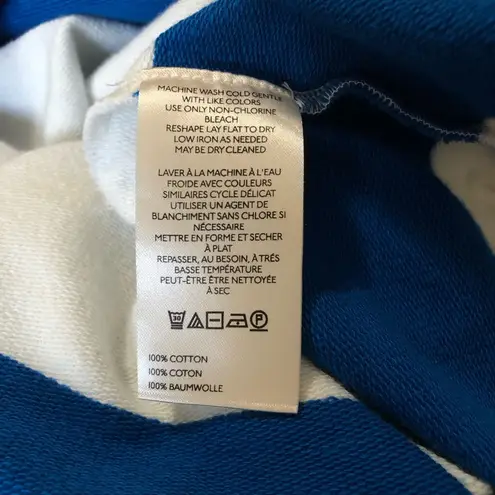 MACHINE WASH COLD GENTLE
WITH LIKE COLORS
USE ONLY NON-CHLORINE
BLEACH
RESHAPE LAY FLAT TO DRY
LOW IRON AS NEEDED
MAY BE DRY CLEANED
LAVER À LA MACHINE À L'EAU
FROIDE AVEC COULEURS
SIMILAIRES CYCLE DÉLICAT
UTILISER UN AGENT DE
BLANCHIMENT SANS CHLORE SI
NÉCESSAIRE
METTRE EN FORME ET SECHER
À PLAT
REPASSER, AU BESOIN, À TRÉS
BASSE TEMPÉRATURE
PEUT-ÊTRE ÊTRE NETTOYÉE
À SEC
30 P
100% COTTON
100% COTON
100% BAUMWOLLE